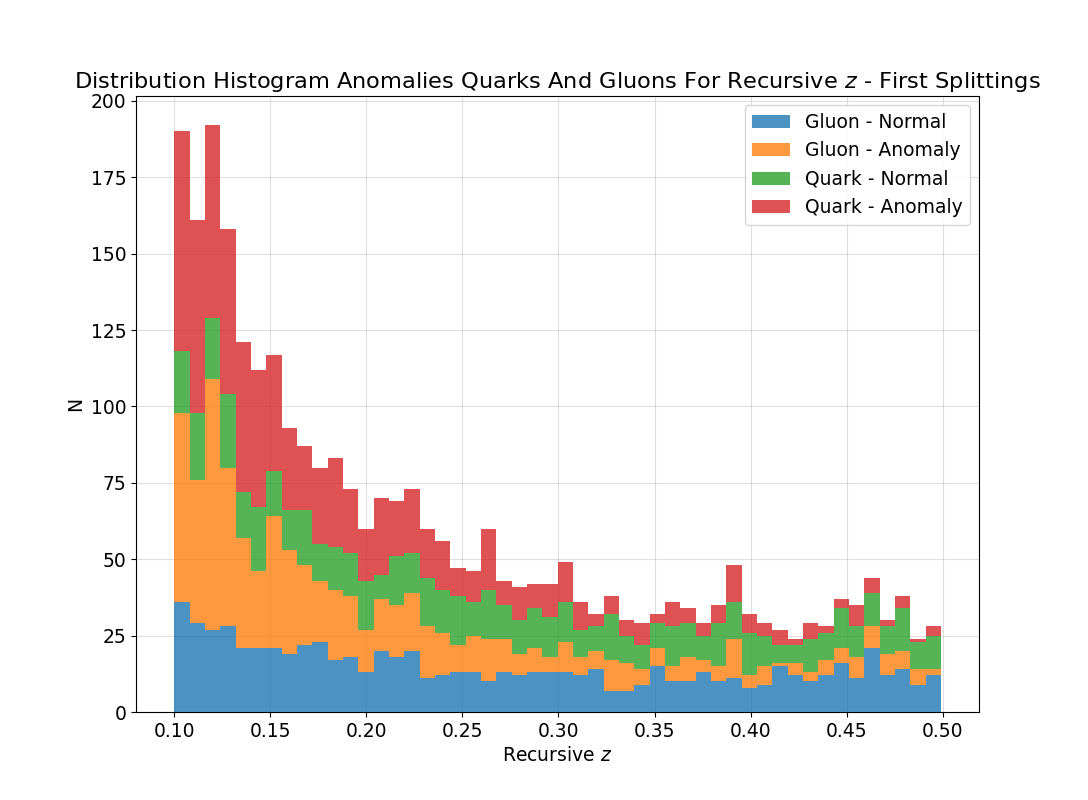 Distribution Histogram Anomalies Quarks And Gluons For Recursive z - First Splittings
Gluon - Normal
Gluon - Anomaly
Quark - Normal
Quark - Anomaly
200
175
150
125
100
75
50
25
0
N
0.10 0.15 0.20 0.25 0.30 0.35 0.40 0.45 0.50
Recursive z